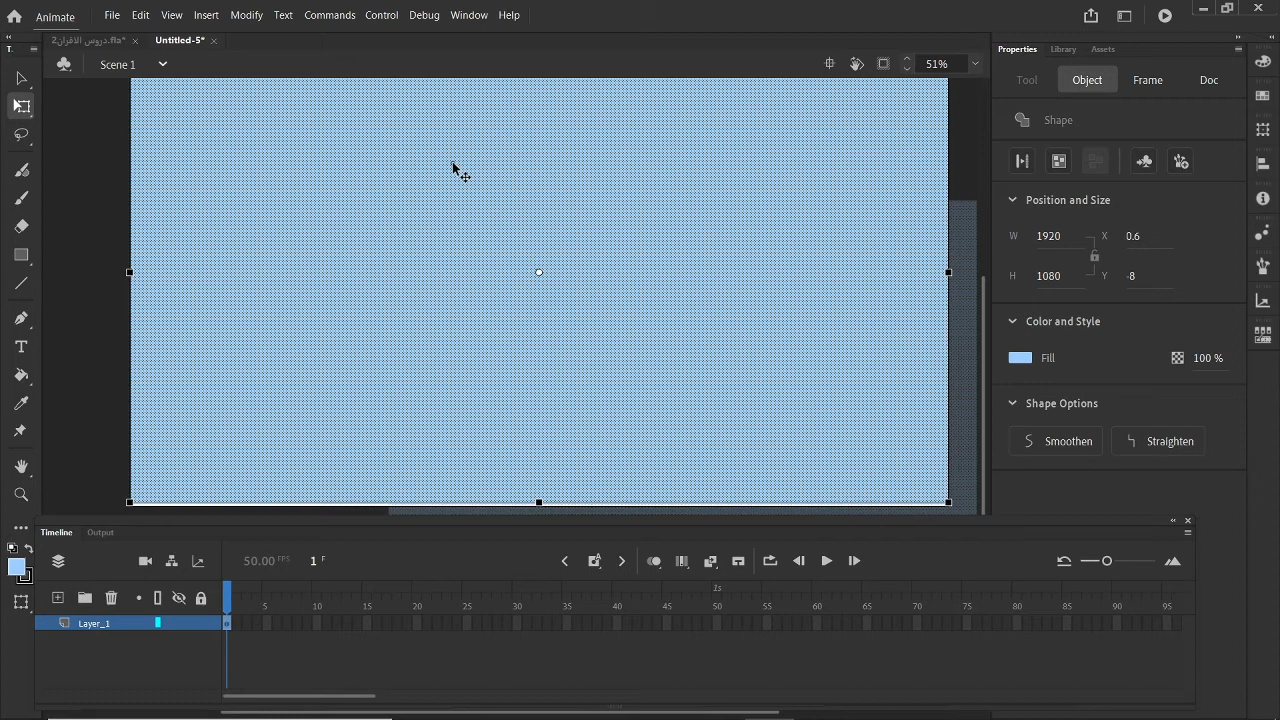 Animate File Edit View Insert Modify Text Commands Control Debug Window Help
دروس الاقران2.fla* Untitled-5*
Scene 1 51%
T.
Properties Library Assets
Tool Object Frame Doc
Shape
Position and Size
W 1920 X 0.6
H 1080 Y -8
Color and Style
Fill 100 %
Shape Options
Smoothen Straighten
Timeline Output
50.00 FPS 1 F
1s
5 10 15 20 25 30 35 40 45 50 55 60 65 70 75 80 85 90 95
Layer_1